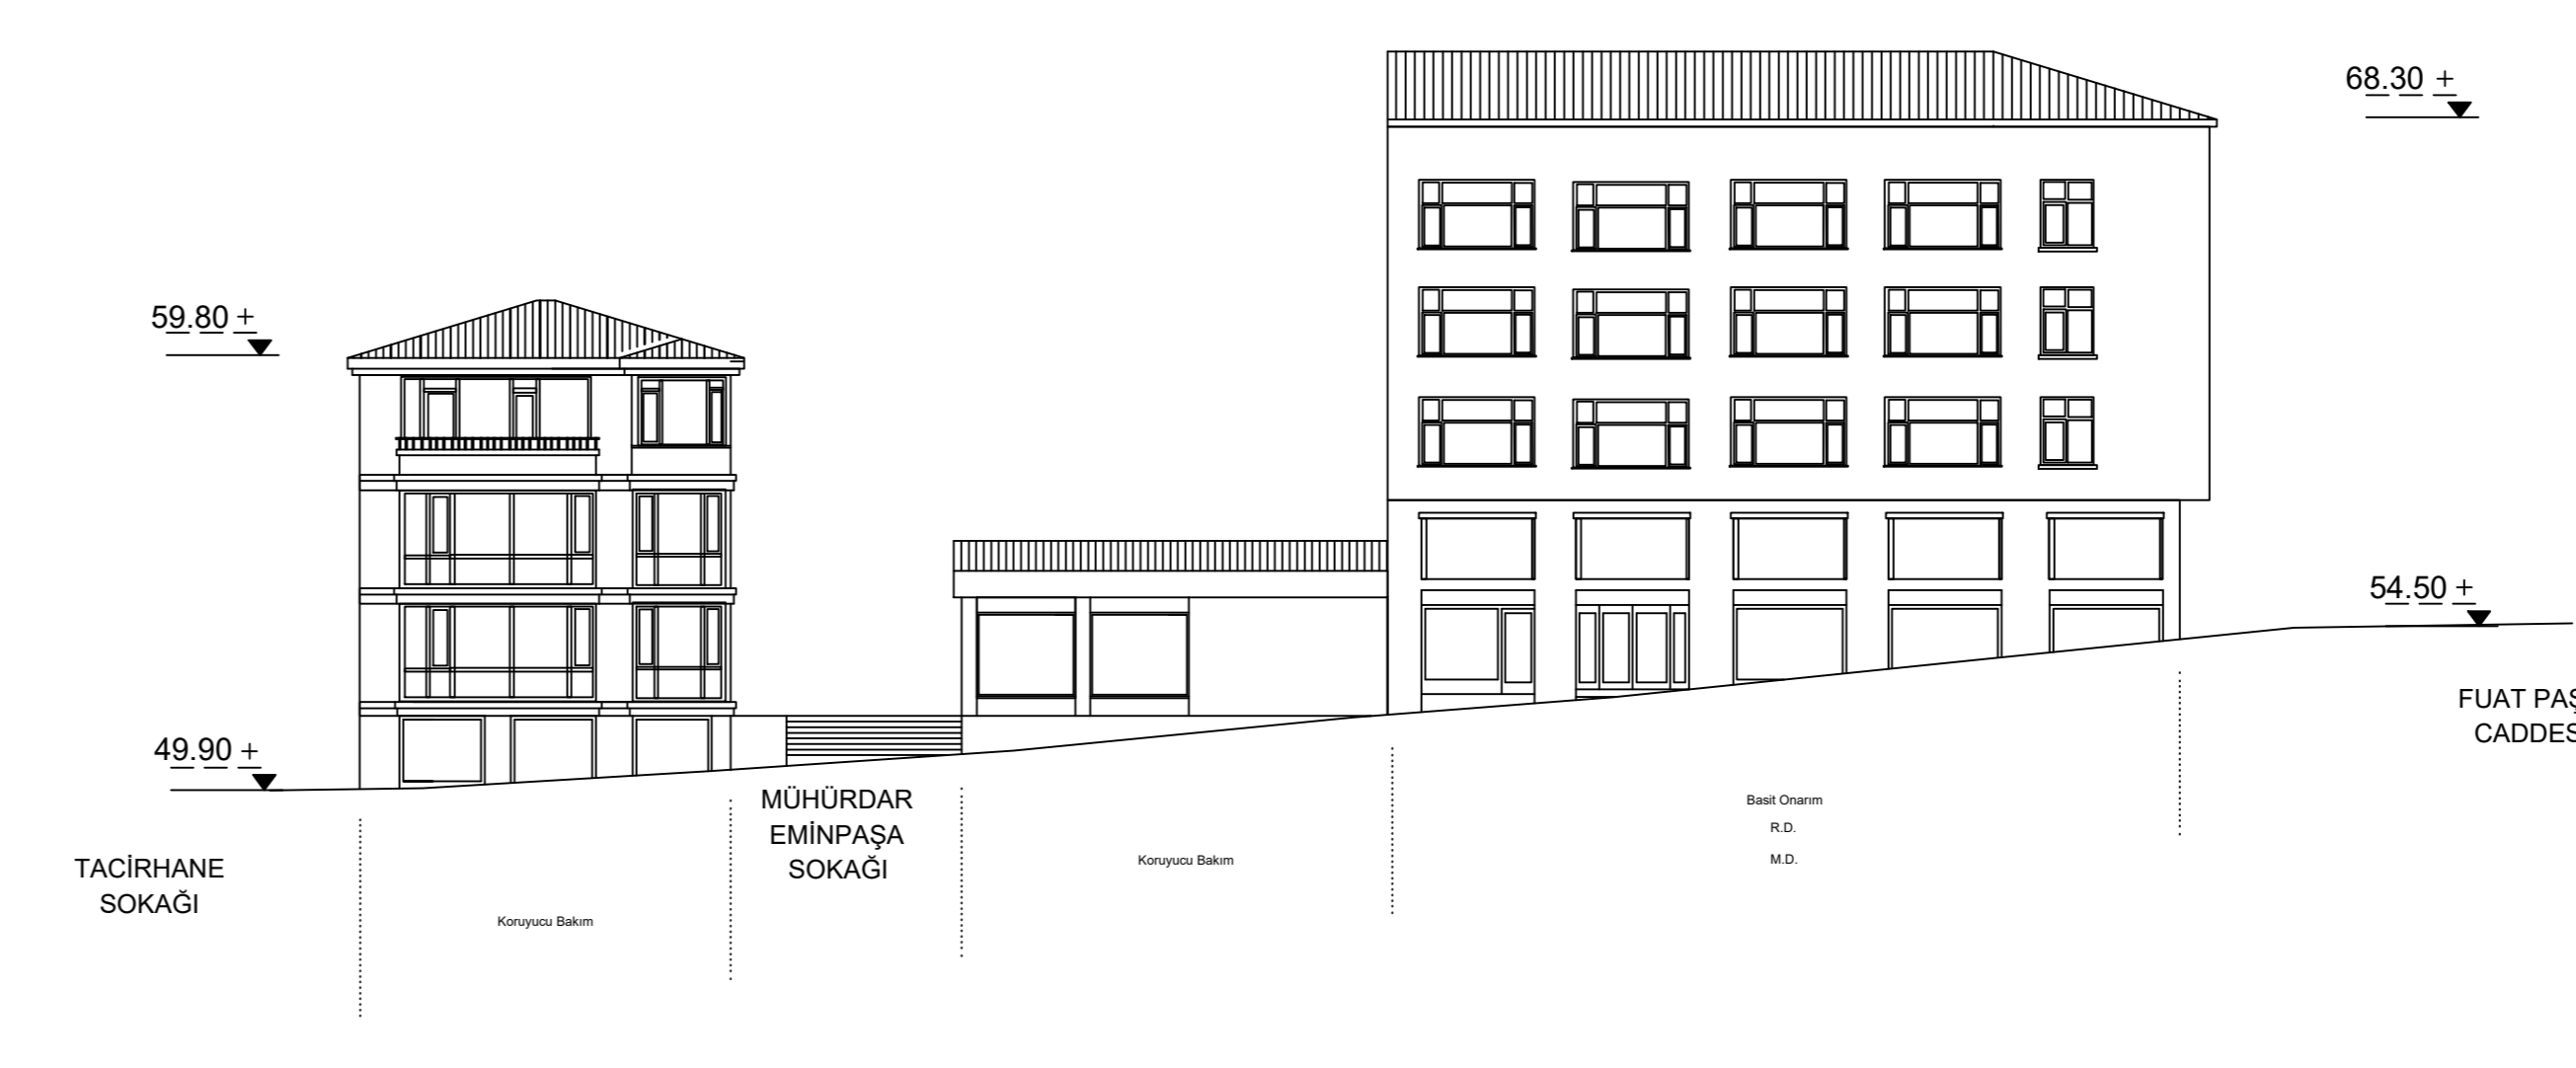 68.30 +
59.80 +
54.50 +
49.90 +
FUAT PAŞ
CADDES
MÜHÜRDAR
EMİNPAŞA
SOKAĞI
TACİRHANE
SOKAĞI
Basit Onarım
R.D.
M.D.
Koruyucu Bakım
Koruyucu Bakım